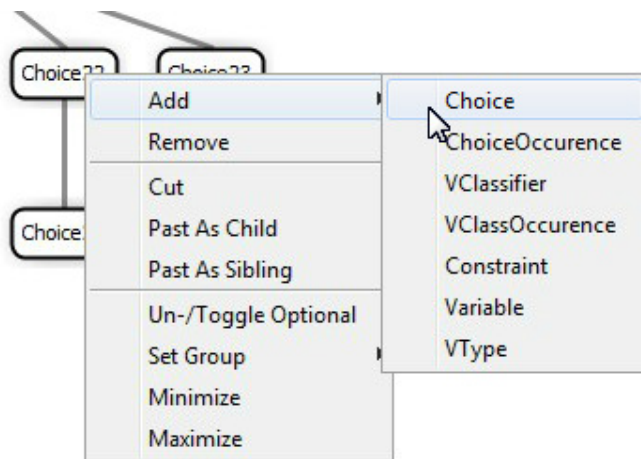 Choice22
Choice23
Add
Remove
Cut
Past As Child
Past As Sibling
Un-/Toggle Optional
Set Group
Minimize
Maximize
Choice
ChoiceOccurence
VClassifier
VClassOccurence
Constraint
Variable
VType
Choice